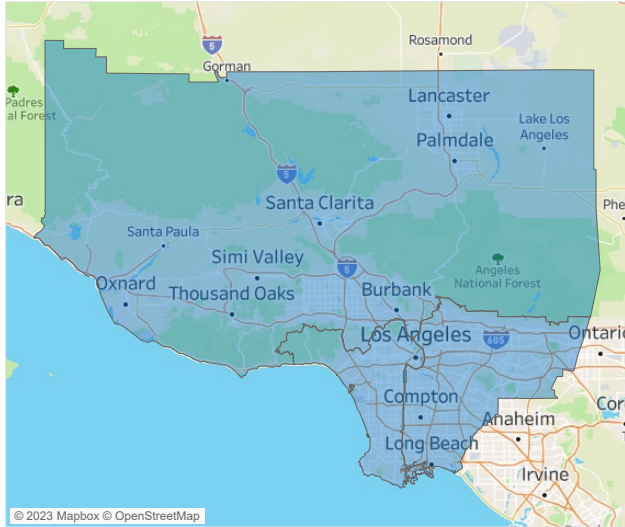 5
Rosamond
Gorman
Padres
al Forest
Lancaster
Lake Los
Angeles
Palmdale
5
ra
Santa Clarita
Phe
Santa Paula
Simi Valley
5
Angeles
National Forest
Oxnard
Thousand Oaks
Burbank
Los Angeles
605
Ontario
Compton
Cor
Anaheim
Long Beach
Irvine
© 2023 Mapbox © OpenStreetMap